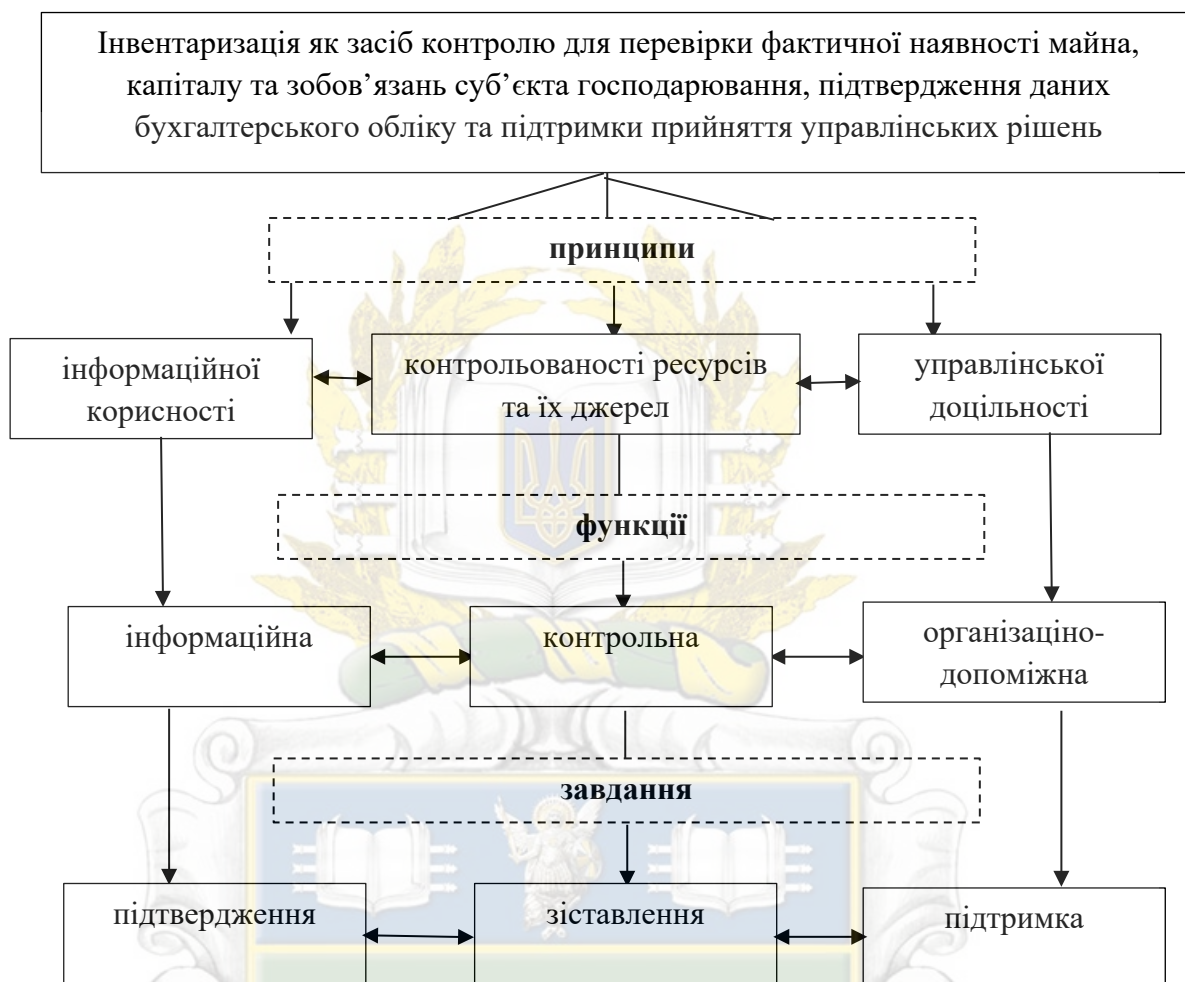 Інвентаризація як засіб контролю для перевірки фактичної наявності майна,
капіталу та зобов’язань суб’єкта господарювання, підтвердження даних
бухгалтерського обліку та підтримки прийняття управлінських рішень
принципи
інформаційної
корисності
контрольованості ресурсів
та їх джерел
управлінської
доцільності
функції
інформаційна
контрольна
організаціно-
допоміжна
завдання
підтвердження
зіставлення
підтримка